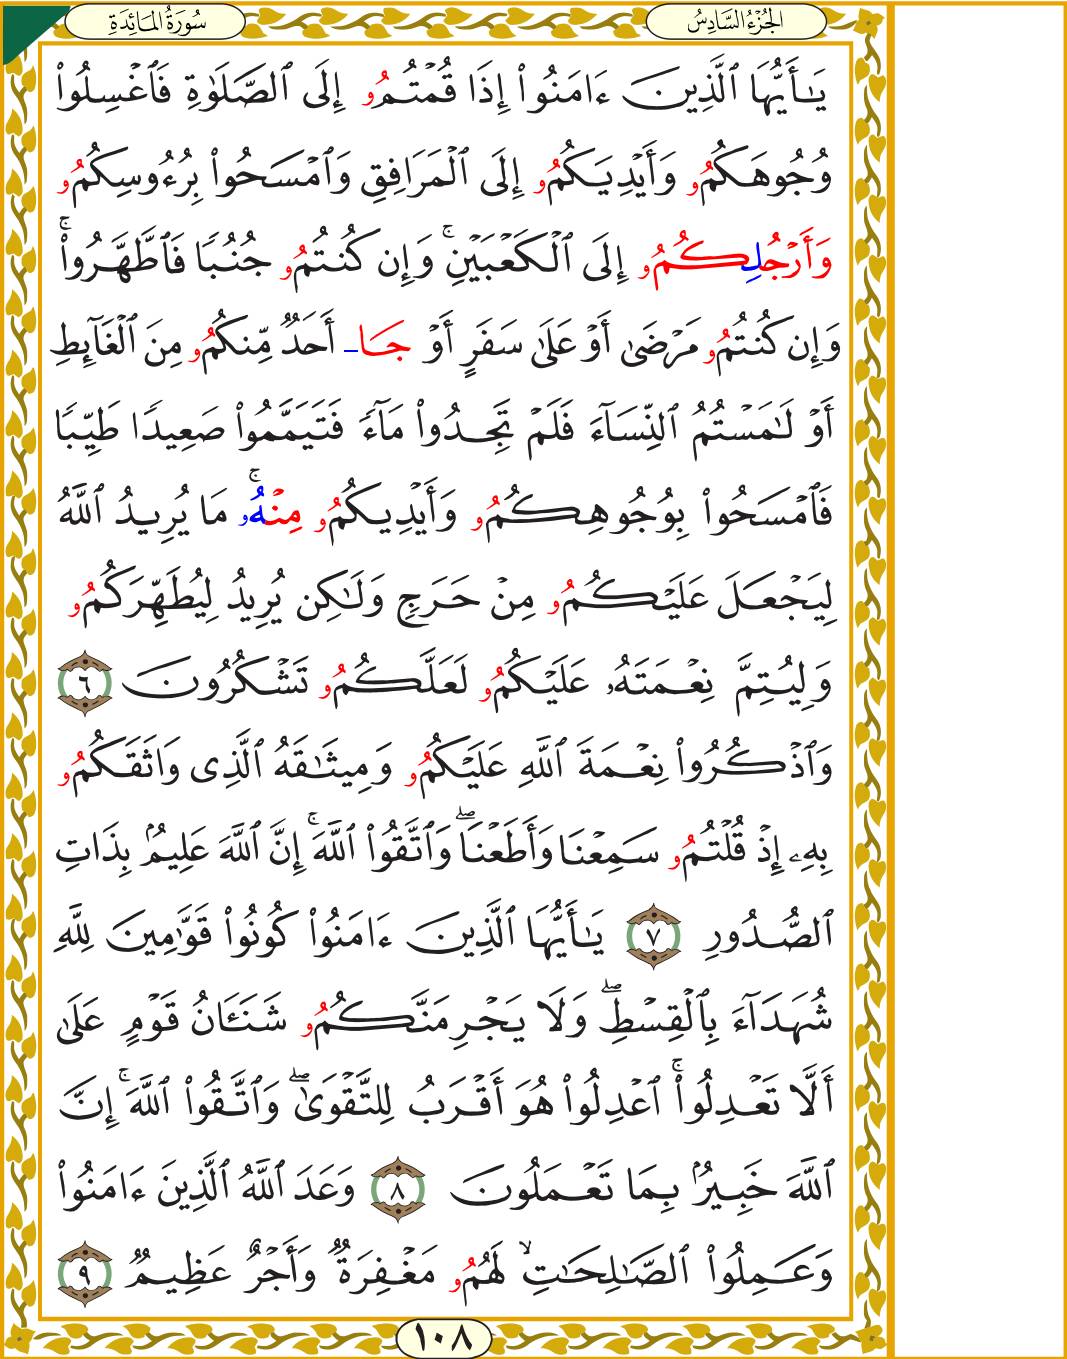 الجُزْءُ السَّادِسُ
سُورَةُ المَائِدَةِ
يَـٰٓأَيُّهَا ٱلَّذِينَ ءَامَنُوا۟ إِذَا قُمْتُمُۥ إِلَى ٱلصَّلَوٰةِ فَٱغْسِلُوا۟
وُجُوهَكُمُۥ وَأَيْدِيَكُمُۥ إِلَى ٱلْمَرَافِقِ وَٱمْسَحُوا۟ بِرُءُوسِكُمُۥ
وَأَرْجُلِكُمُۥ إِلَى ٱلْكَعْبَيْنِ ۚ وَإِن كُنتُمُۥ جُنُبًا فَٱطَّهَّرُوا۟ ۚ
وَإِن كُنتُمُۥ مَرْضَىٰ أَوْ عَلَىٰ سَفَرٍ أَوْ جَا أَحَدٌ مِّنكُمُۥ مِنَ ٱلْغَآئِطِ
أَوْ لَـٰمَسْتُمُ ٱلنِّسَآءَ فَلَمْ تَجِدُوا۟ مَآءً فَتَيَمَّمُوا۟ صَعِيدًا طَيِّبًا
فَٱمْسَحُوا۟ بِوُجُوهِكُمُۥ وَأَيْدِيكُمُۥ مِنْهُۥ ۚ مَا يُرِيدُ ٱللَّهُ
لِيَجْعَلَ عَلَيْكُمُۥ مِنْ حَرَجٍ وَلَـٰكِن يُرِيدُ لِيُطَهِّرَكُمُۥ
وَلِيُتِمَّ نِعْمَتَهُۥ عَلَيْكُمُۥ لَعَلَّكُمُۥ تَشْكُرُونَ ٦
وَٱذْكُرُوا۟ نِعْمَةَ ٱللَّهِ عَلَيْكُمُۥ وَمِيثَـٰقَهُ ٱلَّذِى وَاثَقَكُمُۥ
بِهِۦٓ إِذْ قُلْتُمُۥ سَمِعْنَا وَأَطَعْنَا ۖ وَٱتَّقُوا۟ ٱللَّهَ ۚ إِنَّ ٱللَّهَ عَلِيمٌۢ بِذَاتِ
ٱلصُّدُورِ ٧ يَـٰٓأَيُّهَا ٱلَّذِينَ ءَامَنُوا۟ كُونُوا۟ قَوَّٰمِينَ لِلَّهِ
شُهَدَآءَ بِٱلْقِسْطِ ۖ وَلَا يَجْرِمَنَّكُمُۥ شَنَـَٔانُ قَوْمٍ عَلَىٰٓ
أَلَّا تَعْدِلُوا۟ ۚ ٱعْدِلُوا۟ هُوَ أَقْرَبُ لِلتَّقْوَىٰ ۖ وَٱتَّقُوا۟ ٱللَّهَ ۚ إِنَّ
ٱللَّهَ خَبِيرٌۢ بِمَا تَعْمَلُونَ ٨ وَعَدَ ٱللَّهُ ٱلَّذِينَ ءَامَنُوا۟
وَعَمِلُوا۟ ٱلصَّـٰلِحَـٰتِ ۙ لَهُمُۥ مَغْفِرَةٌ وَأَجْرٌ عَظِيمٌ ٩
١٠٨